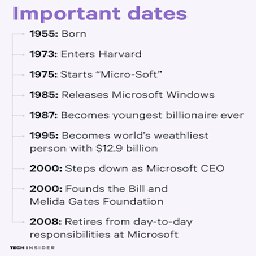 Important dates
1955: Born
1973: Enters Harvard
1975: Starts "Micro-Soft"
1985: Releases Microsoft Windows
1987: Becomes youngest billionaire ever
1995: Becomes world's weathliest
person with $12.9 billion
2000: Steps down as Microsoft CEO
2000: Founds the Bill and
Melida Gates Foundation
2008: Retires from day-to-day
responsibilities at Microsoft
TECH INSIDER